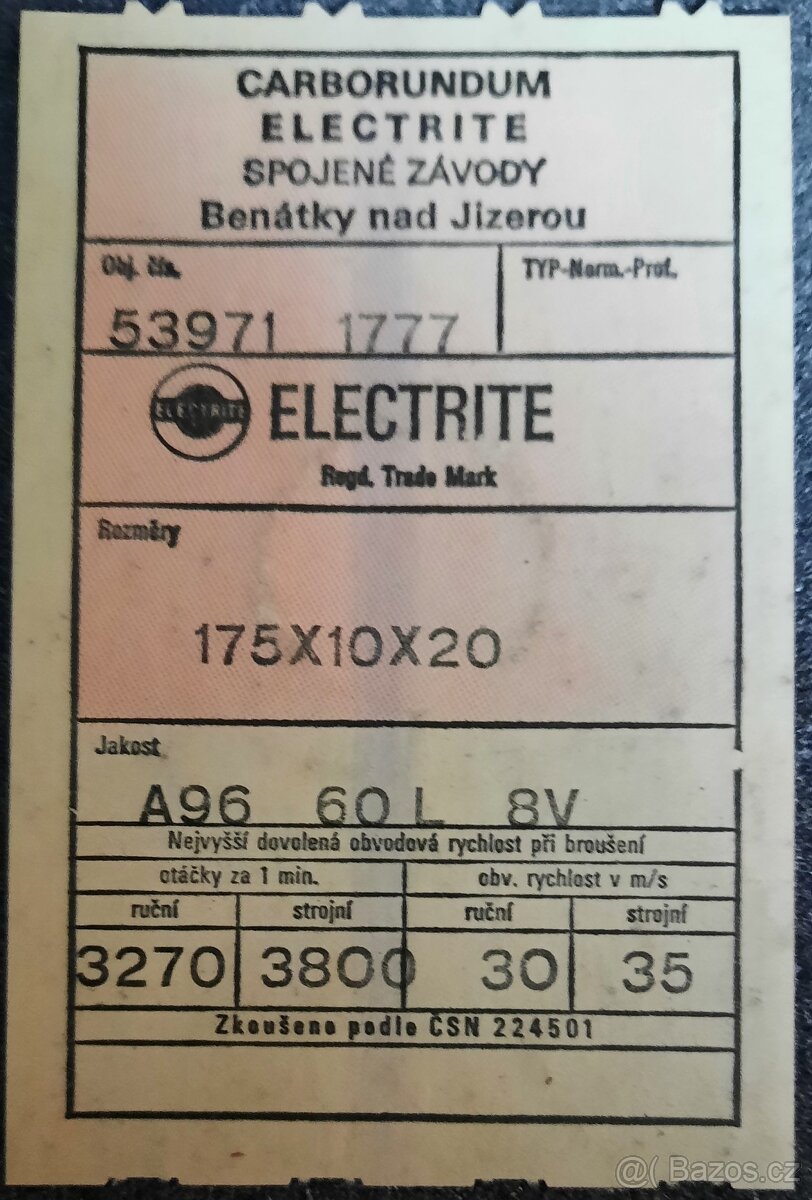 CARBORUNDUM
ELECTRITE
SPOJENÉ ZÁVODY
Benátky nad Jizerou
Obj. čís. TYP-Norm.-Prof.
53971 1777
ELECTRITE ELECTRITE
Regd. Trade Mark
Rozměry
175X10X20
Jakost
A96 60 L 8V
Nejvyšší dovolená obvodová rychlost při broušení
otáčky za 1 min. obv. rychlost v m/s
ruční strojní ruční strojní
3270 3800 30 35
Zkoušeno podle ČSN 224501
@( Bazos.cz